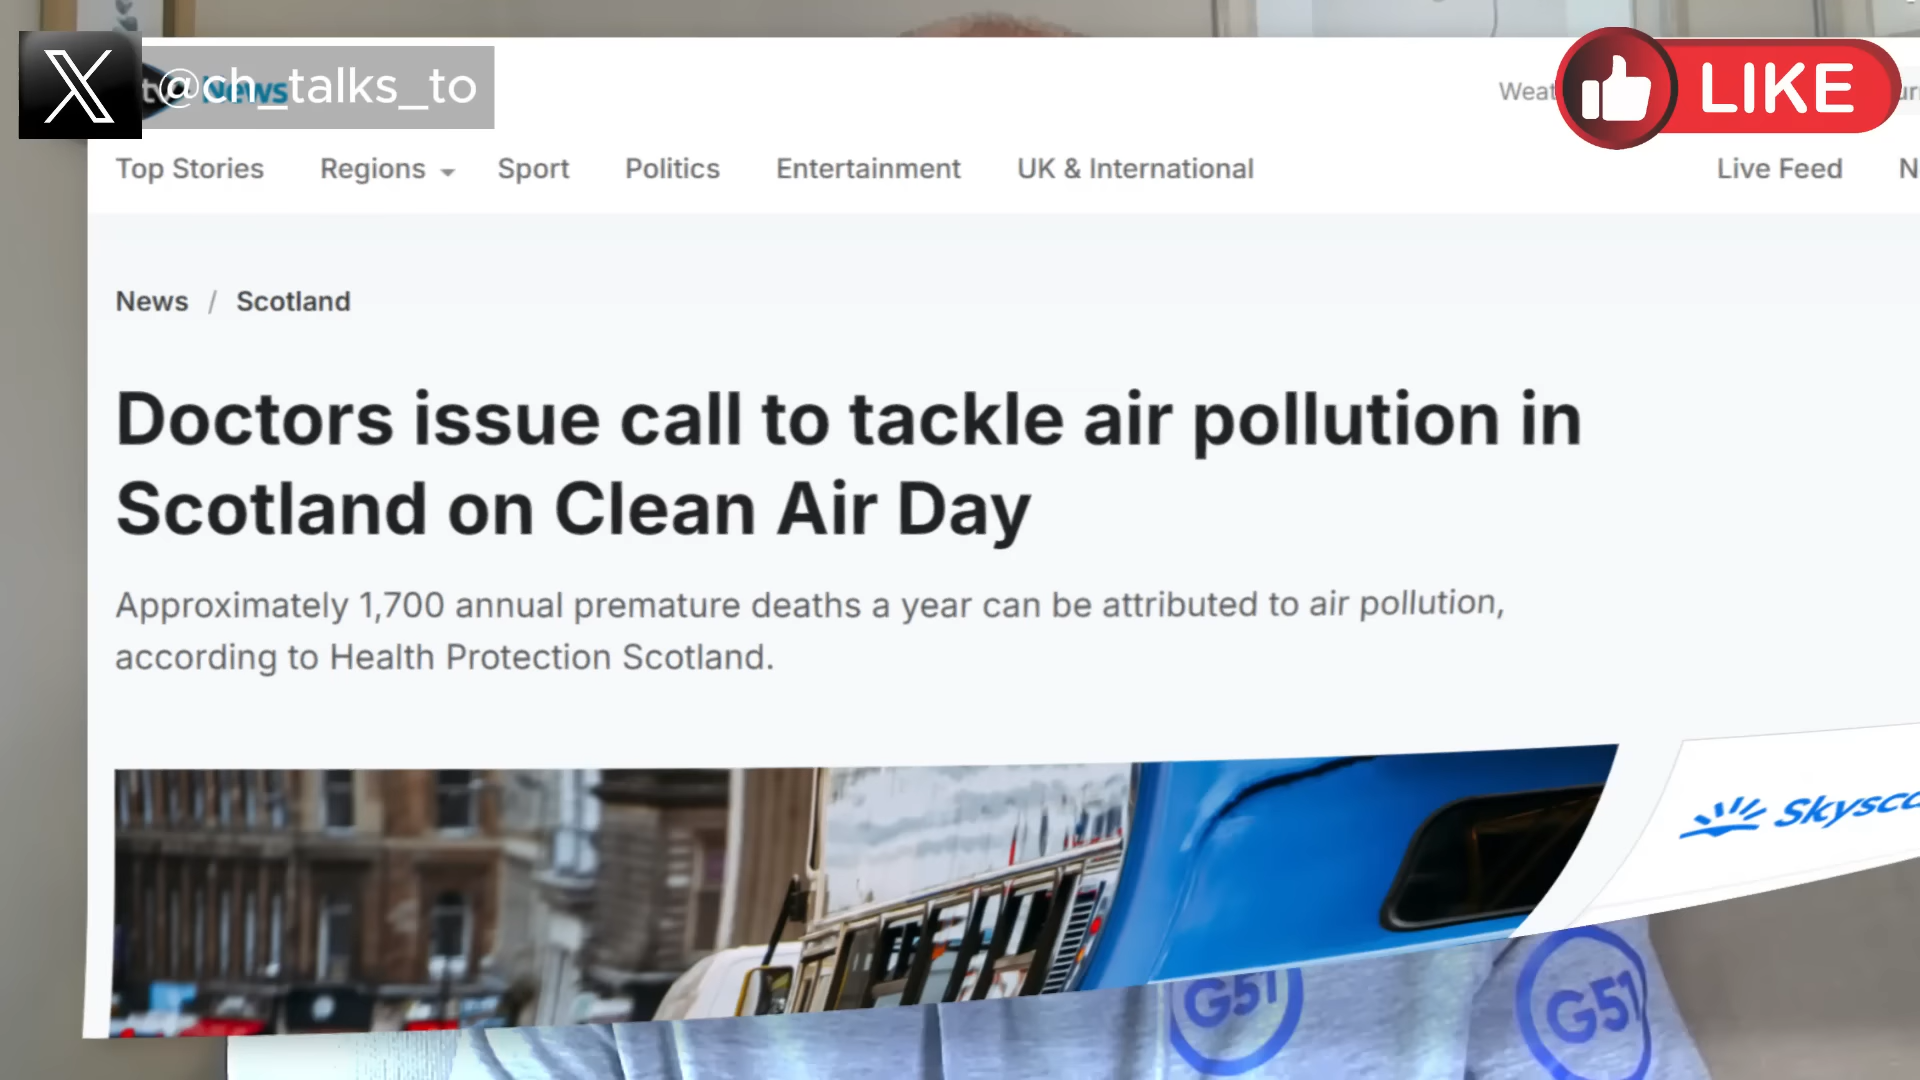 @ch_talks_to
News
LIKE
Top Stories
Regions
Sport
Politics
Entertainment
UK & International
Live Feed
News / Scotland
Doctors issue call to tackle air pollution in
Scotland on Clean Air Day
Approximately 1,700 annual premature deaths a year can be attributed to air pollution,
according to Health Protection Scotland.
G51
G51